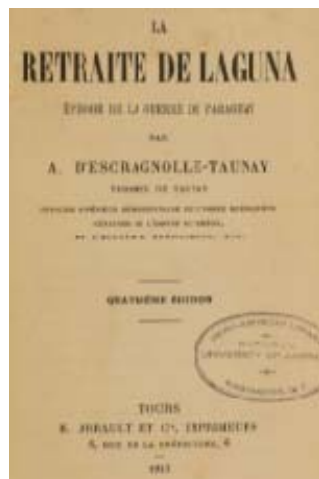 LA
RETRAITE DE LAGUNA
ÉPISODE DE LA GUERRE DU PARAGUAY
PAR
A. D'ESCRAGNOLLE-TAUNAY
VICOMTE DE TAUNAY
QUATRIÈME ÉDITION
TOURS
E. ARRAULT ET Cie, IMPRIMEURS
6, RUE DE LA PRÉFECTURE, 6
1913